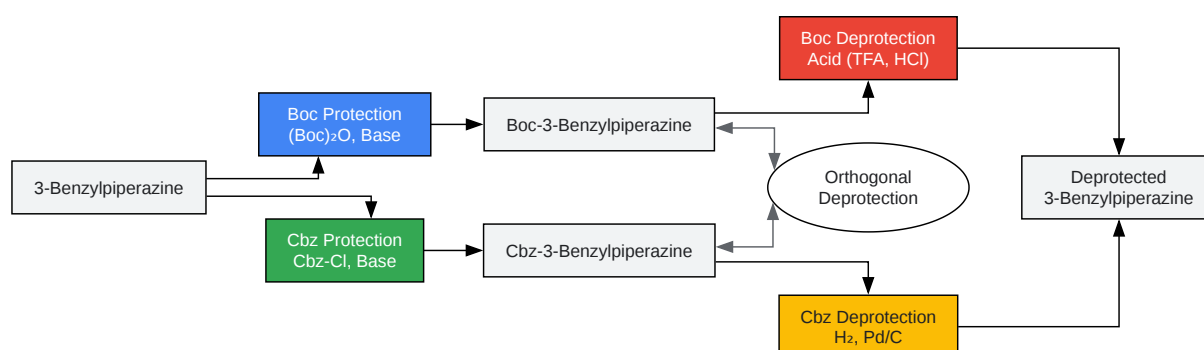 Boc Deprotection
Acid (TFA, HCl)
Boc Protection
(Boc)₂O, Base
Boc-3-Benzylpiperazine
3-Benzylpiperazine
Orthogonal
Deprotection
Deprotected
3-Benzylpiperazine
Cbz Protection
Cbz-Cl, Base
Cbz-3-Benzylpiperazine
Cbz Deprotection
H₂, Pd/C